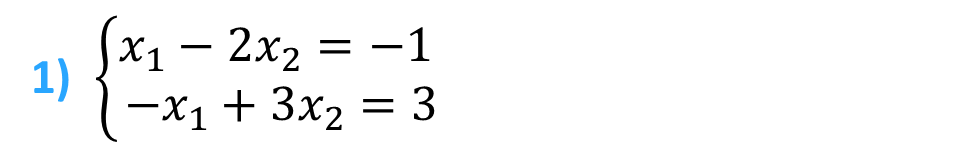 1) { x₁ − 2x₂ = −1
−x₁ + 3x₂ = 3